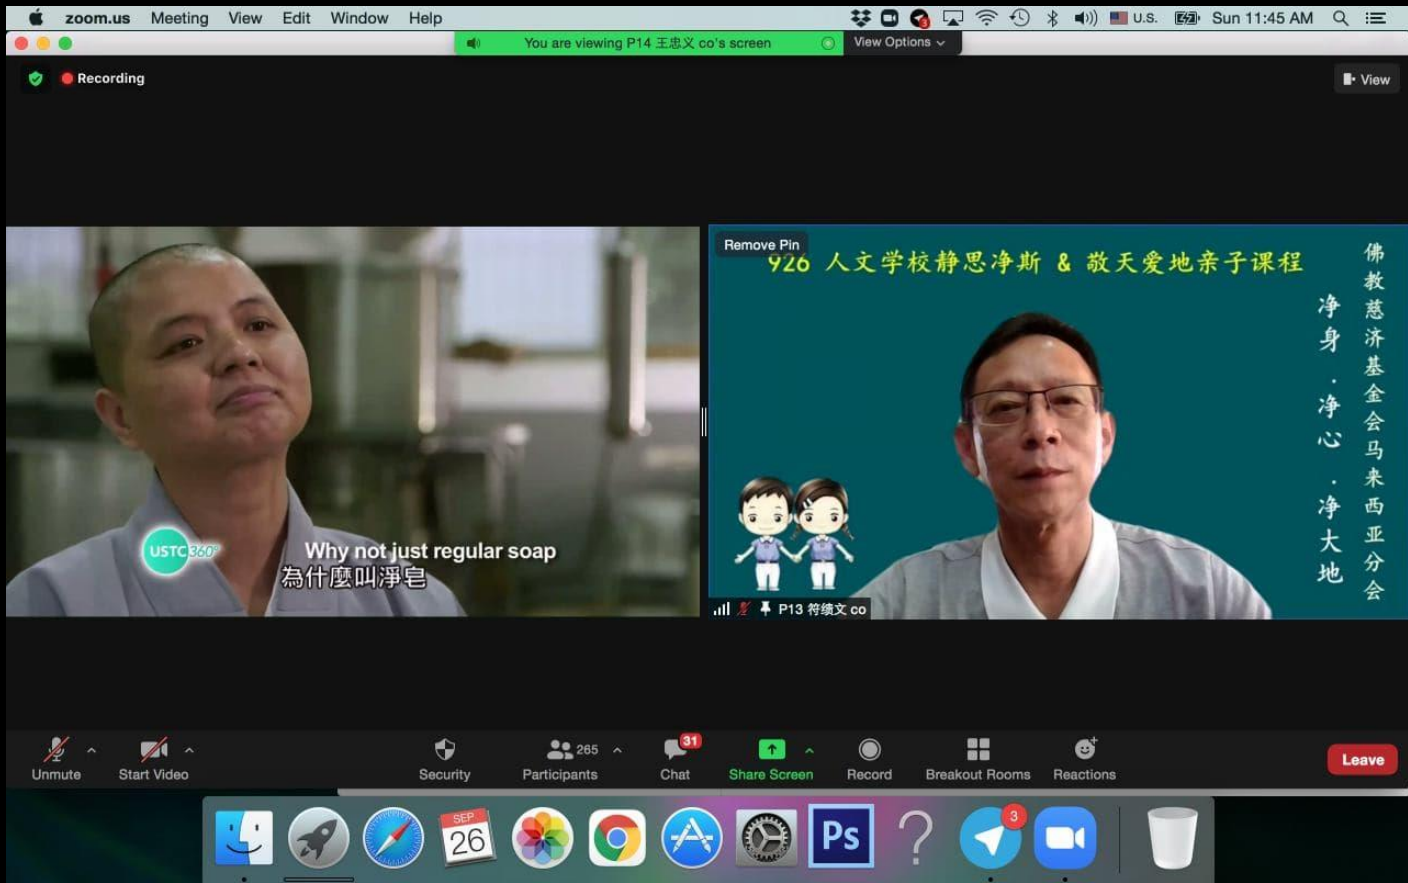 zoom.us Meeting View Edit Window Help U.S. Sun 11:45 AM
You are viewing P14 王忠义 co's screen View Options
Recording
View
Remove Pin
926 人文学校静思净斯 & 敬天爱地亲子课程
佛教慈济基金会马来西亚分会
净身．净心．净大地
USTC 360°
Why not just regular soap
為什麼叫淨皂
P13 符绩文 co
Unmute
Start Video
Security
265
Participants
31
Chat
Share Screen
Record
Breakout Rooms
Reactions
Leave
SEP
26
Ps
3